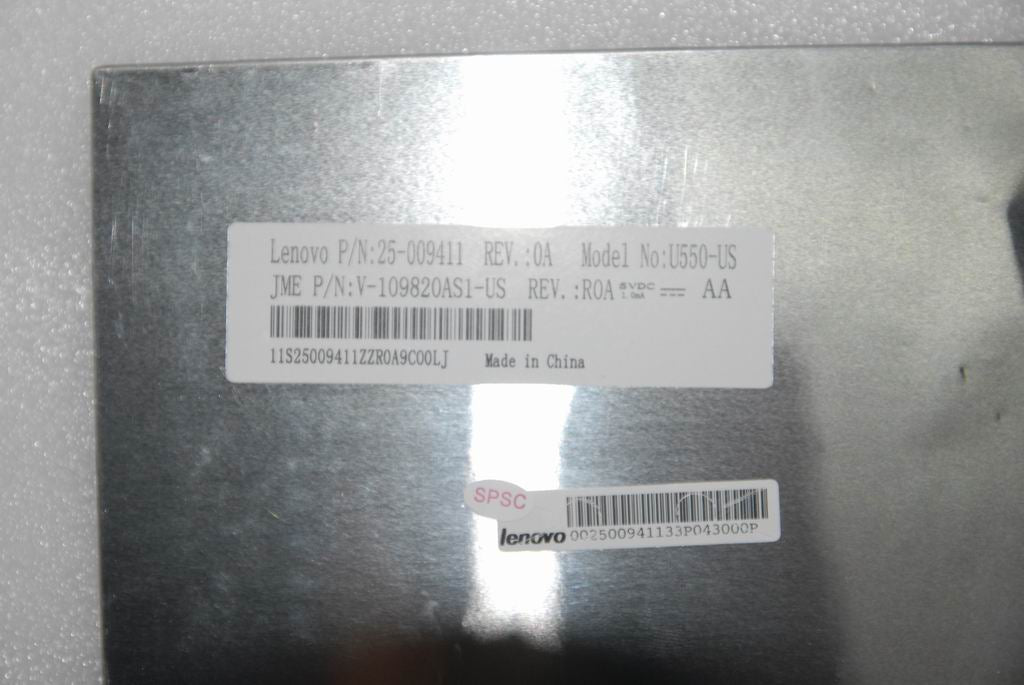 Lenovo P/N:25-009411 REV.:0A Model No:U550-US
JME P/N:V-109820AS1-US REV.:R0A 5VDC 1.0mA AA
11S25009411ZZR0A9C00LJ Made in China
SPSC
lenovo 002500941133P043000P